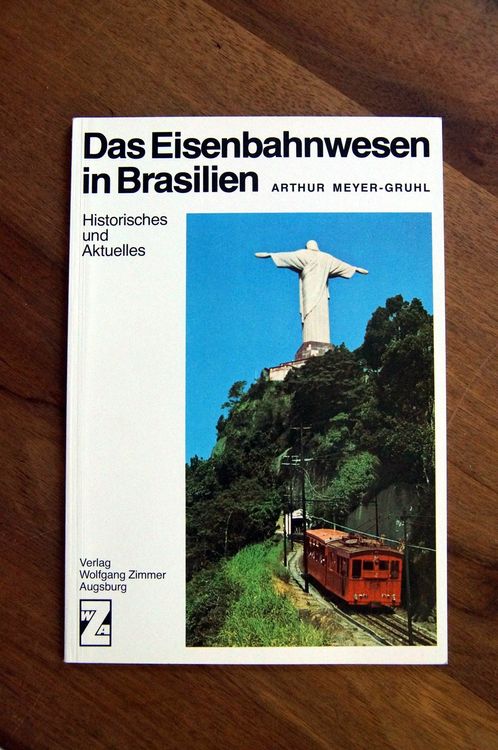 Das Eisenbahnwesen
in Brasilien ARTHUR MEYER-GRUHL
Historisches
und
Aktuelles
Verlag
Wolfgang Zimmer
Augsburg
WZA